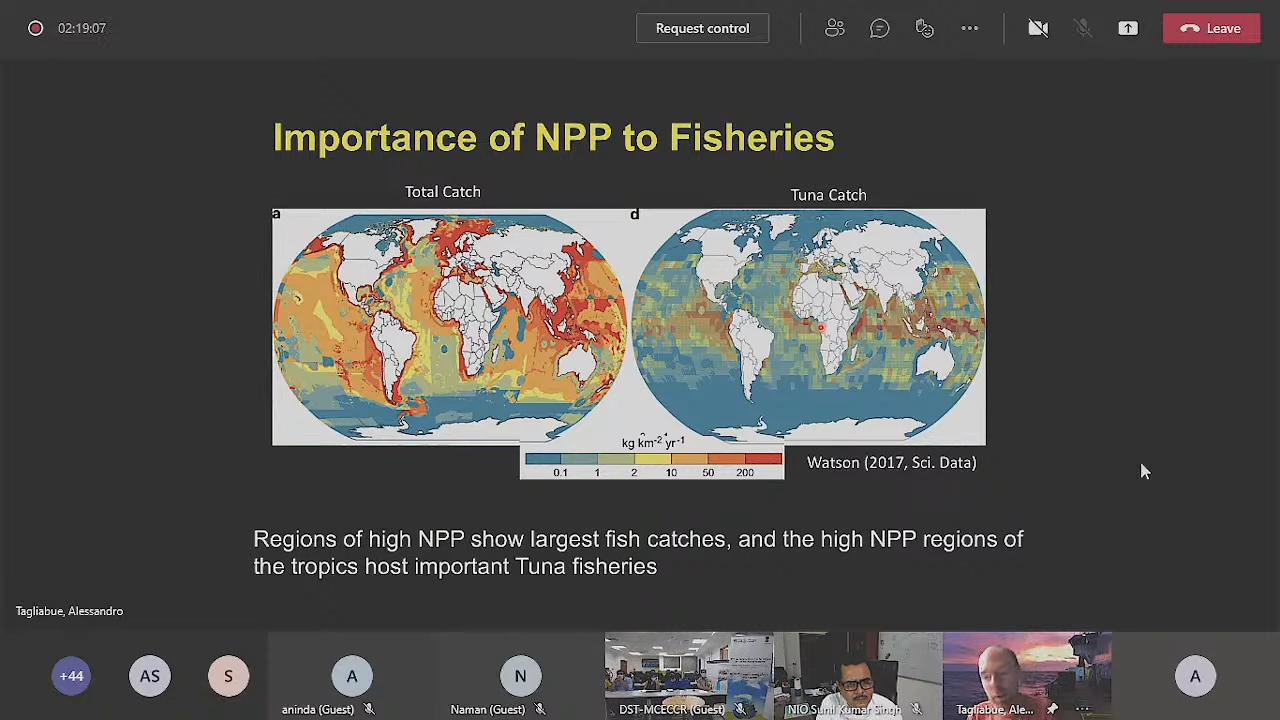 02:19:07
Request control
Leave
Importance of NPP to Fisheries
Total Catch
Tuna Catch
a
d
kg km-2 yr-1
0.1 1 2 10 50 200
Watson (2017, Sci. Data)
Regions of high NPP show largest fish catches, and the high NPP regions of
the tropics host important Tuna fisheries
Tagliabue, Alessandro
+44
AS
S
A
N
A
aninda (Guest)
Naman (Guest)
DST-MCECCR (Guest)
NIO.Sunil Kumar Singh
Tagliabue, Ale...